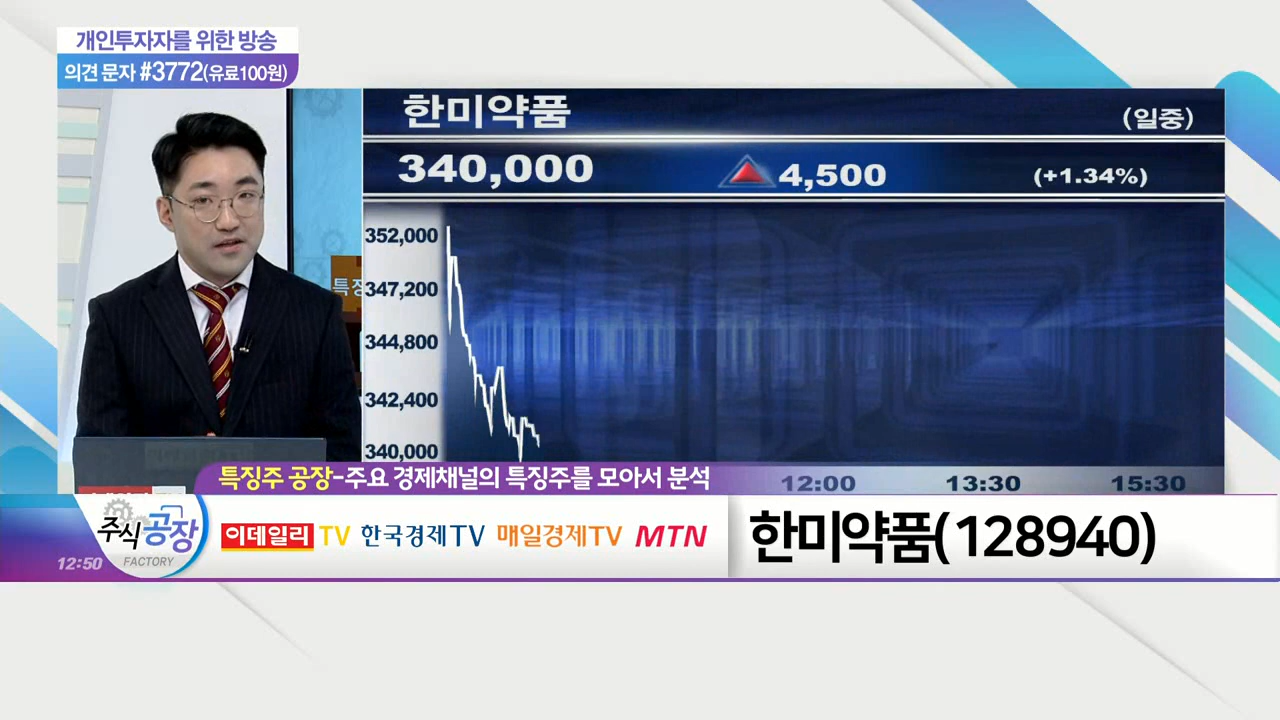 개인투자자를 위한 방송
의견 문자 #3772(유료100원)
한미약품
(일중)
340,000
4,500
(+1.34%)
352,000
347,200
344,800
342,400
340,000
특징
12:00
13:30
15:30
특징주 공장-주요 경제채널의 특징주를 모아서 분석
주식공장
FACTORY
12:50
이데일리 TV 한국경제TV 매일경제TV MTN
한미약품(128940)